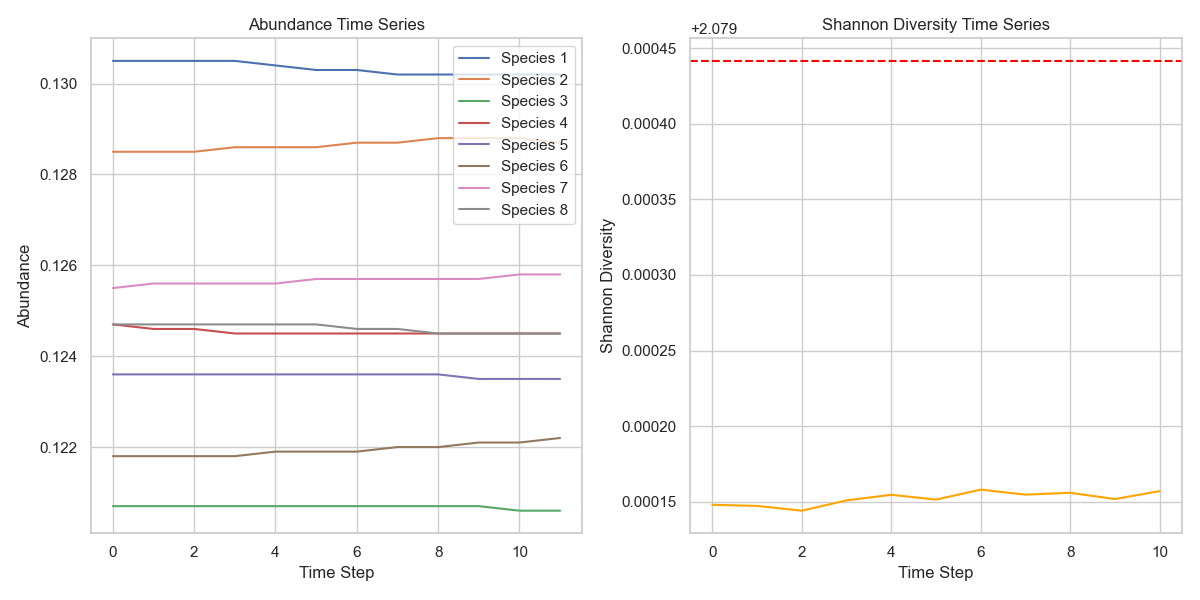 Abundance Time Series
0.130
0.128
0.126
0.124
0.122
Abundance
0 2 4 6 8 10
Time Step
Species 1
Species 2
Species 3
Species 4
Species 5
Species 6
Species 7
Species 8
Shannon Diversity Time Series
+2.079
0.00045
0.00040
0.00035
0.00030
0.00025
0.00020
0.00015
Shannon Diversity
0 2 4 6 8 10
Time Step